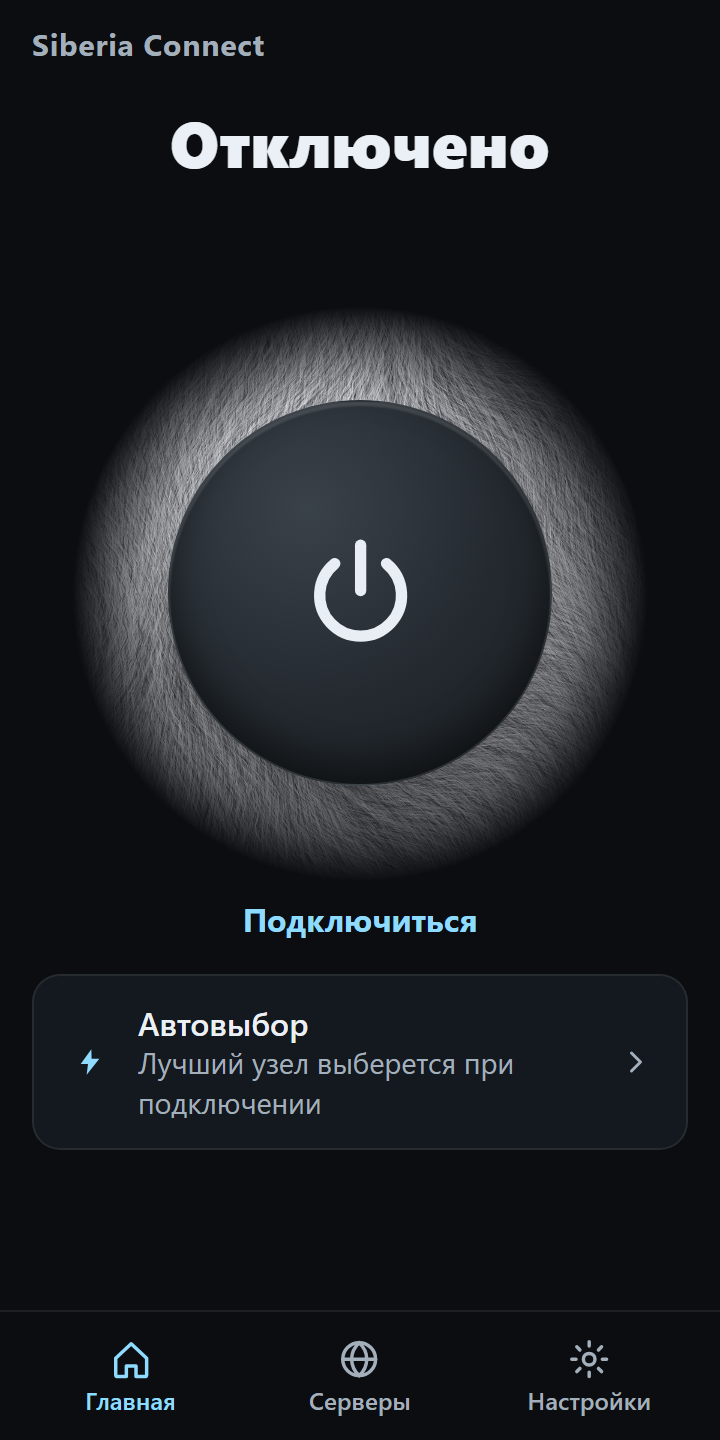 Siberia Connect
Отключено
Подключиться
Автовыбор
Лучший узел выберется при
подключении
Главная
Серверы
Настройки